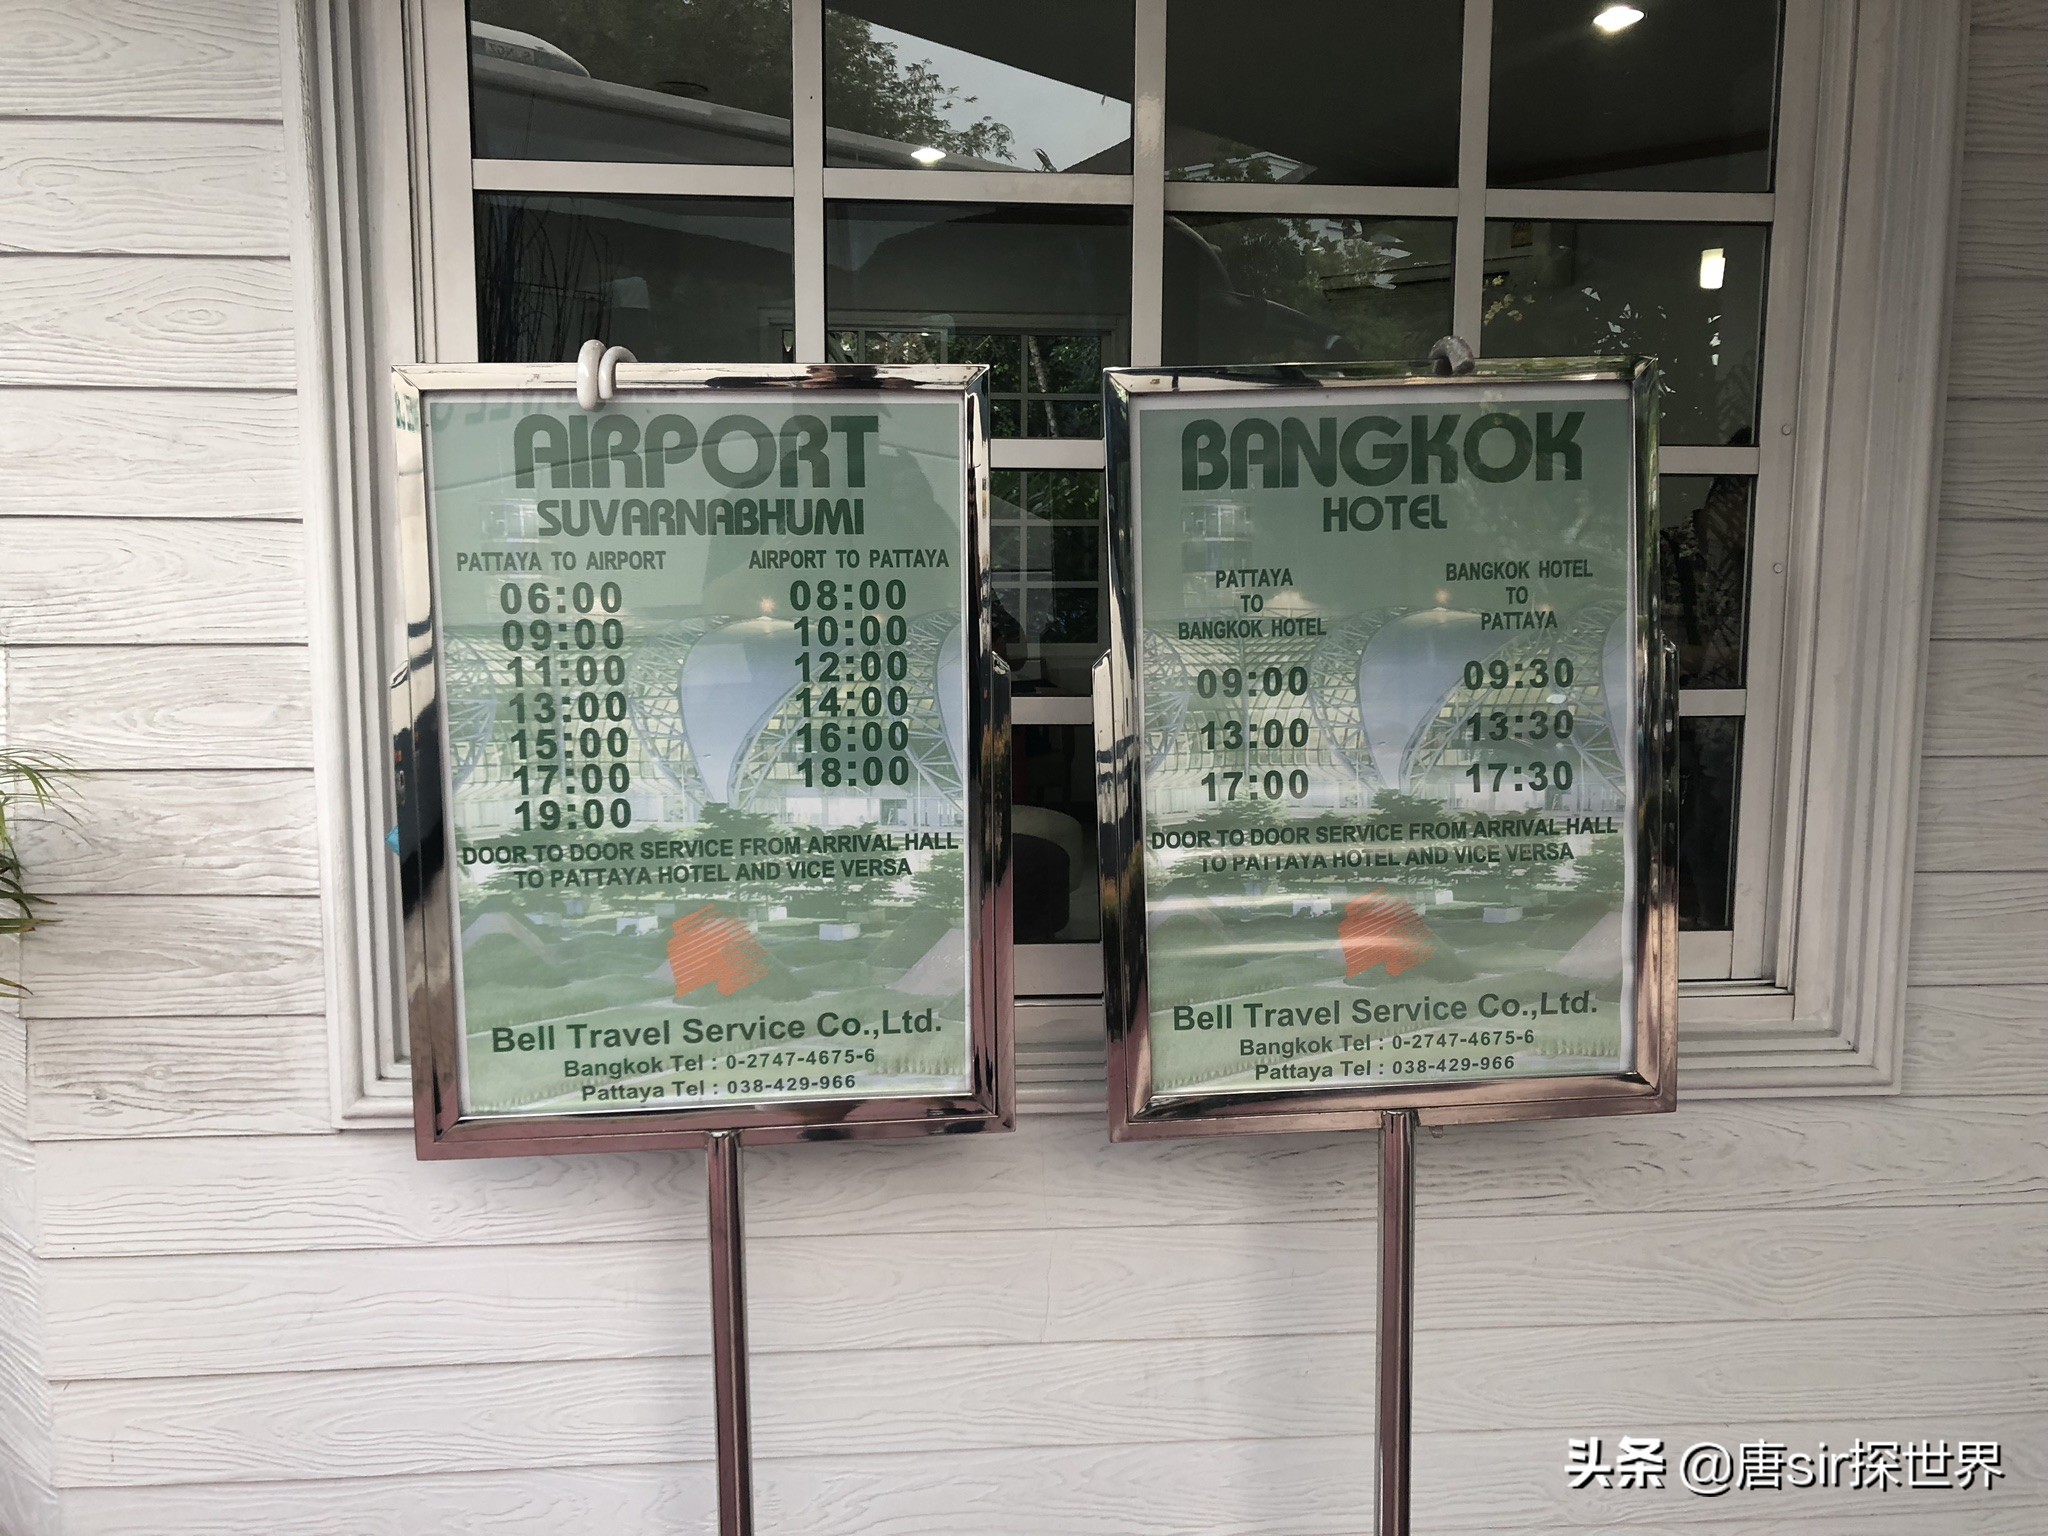 AIRPORT
SUVARNABHUMI
PATTAYA TO AIRPORT
06:00
09:00
11:00
13:00
15:00
17:00
19:00
AIRPORT TO PATTAYA
08:00
10:00
12:00
14:00
16:00
18:00
DOOR TO DOOR SERVICE FROM ARRIVAL HALL
TO PATTAYA HOTEL AND VICE VERSA
Bell Travel Service Co.,Ltd.
Bangkok Tel : 0-2747-4675-6
Pattaya Tel : 038-429-966
BANGKOK
HOTEL
PATTAYA
TO
BANGKOK HOTEL
09:00
13:00
17:00
BANGKOK HOTEL
TO
PATTAYA
09:30
13:30
17:30
DOOR TO DOOR SERVICE FROM ARRIVAL HALL
TO PATTAYA HOTEL AND VICE VERSA
Bell Travel Service Co.,Ltd.
Bangkok Tel : 0-2747-4675-6
Pattaya Tel : 038-429-966
头条 @唐sir探世界